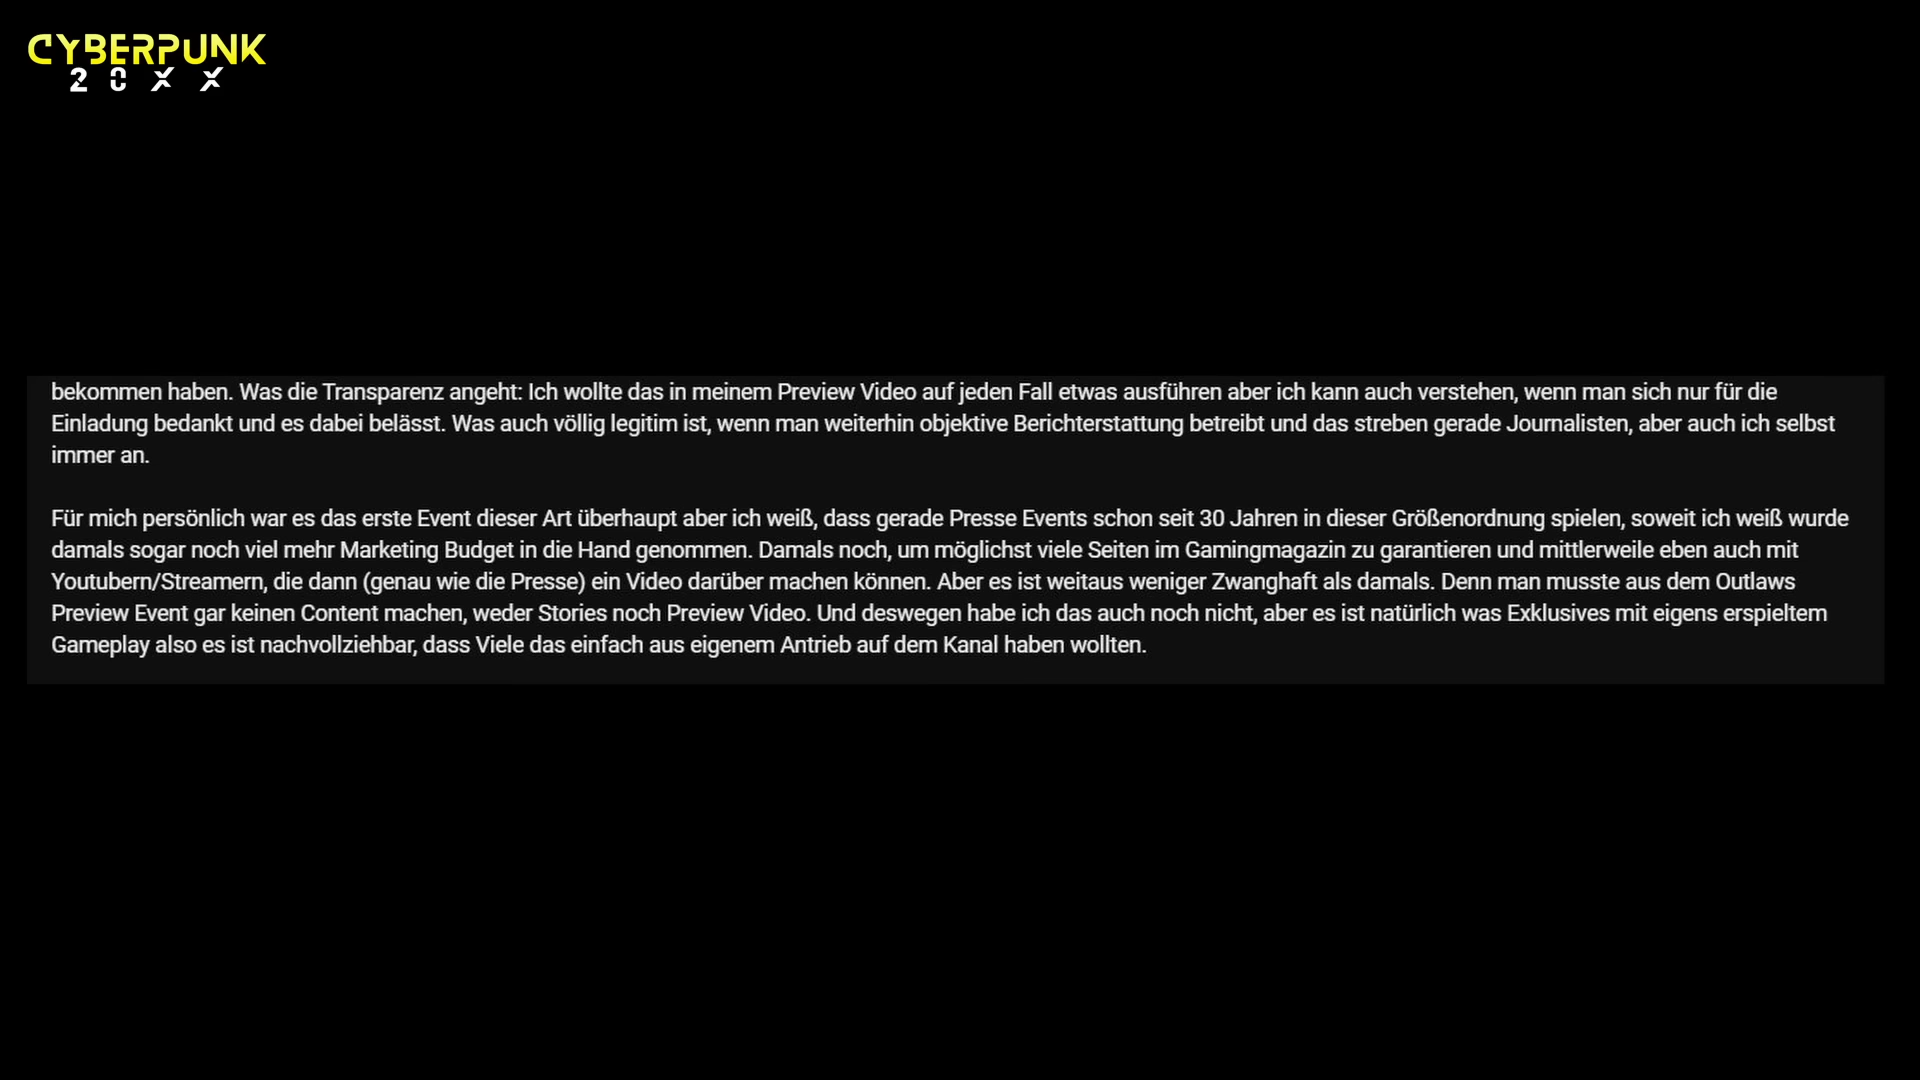 CYBERPUNK
20XX
bekommen haben. Was die Transparenz angeht: Ich wollte das in meinem Preview Video auf jeden Fall etwas ausführen aber ich kann auch verstehen, wenn man sich nur für die
Einladung bedankt und es dabei belässt. Was auch völlig legitim ist, wenn man weiterhin objektive Berichterstattung betreibt und das streben gerade Journalisten, aber auch ich selbst
immer an.
Für mich persönlich war es das erste Event dieser Art überhaupt aber ich weiß, dass gerade Presse Events schon seit 30 Jahren in dieser Größenordnung spielen, soweit ich weiß wurde
damals sogar noch viel mehr Marketing Budget in die Hand genommen. Damals noch, um möglichst viele Seiten im Gamingmagazin zu garantieren und mittlerweile eben auch mit
Youtubern/Streamern, die dann (genau wie die Presse) ein Video darüber machen können. Aber es ist weitaus weniger Zwanghaft als damals. Denn man musste aus dem Outlaws
Preview Event gar keinen Content machen, weder Stories noch Preview Video. Und deswegen habe ich das auch noch nicht, aber es ist natürlich was Exklusives mit eigens erspieltem
Gameplay also es ist nachvollziehbar, dass Viele das einfach aus eigenem Antrieb auf dem Kanal haben wollten.